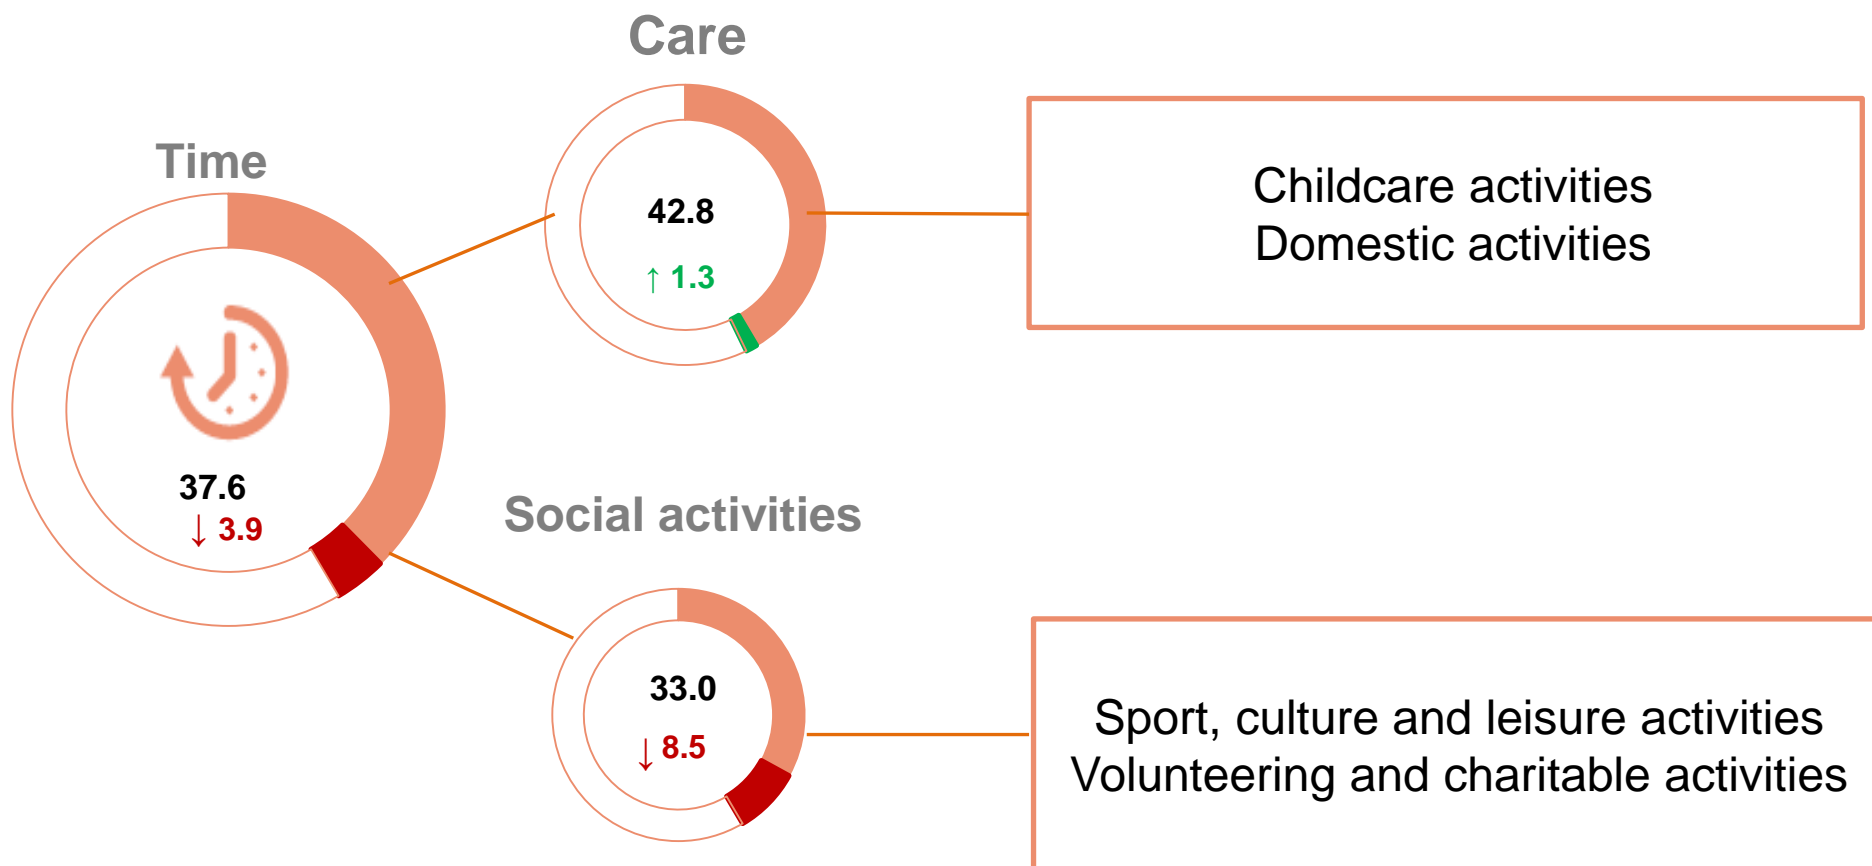 Care
Time
42.8
↑ 1.3
Childcare activities
Domestic activities
37.6
↓ 3.9
Social activities
33.0
↓ 8.5
Sport, culture and leisure activities
Volunteering and charitable activities